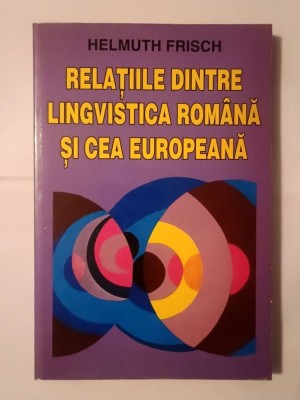 HELMUTH FRISCH
RELAȚIILE DINTRE
LINGVISTICA ROMÂNĂ
ȘI CEA EUROPEANĂ